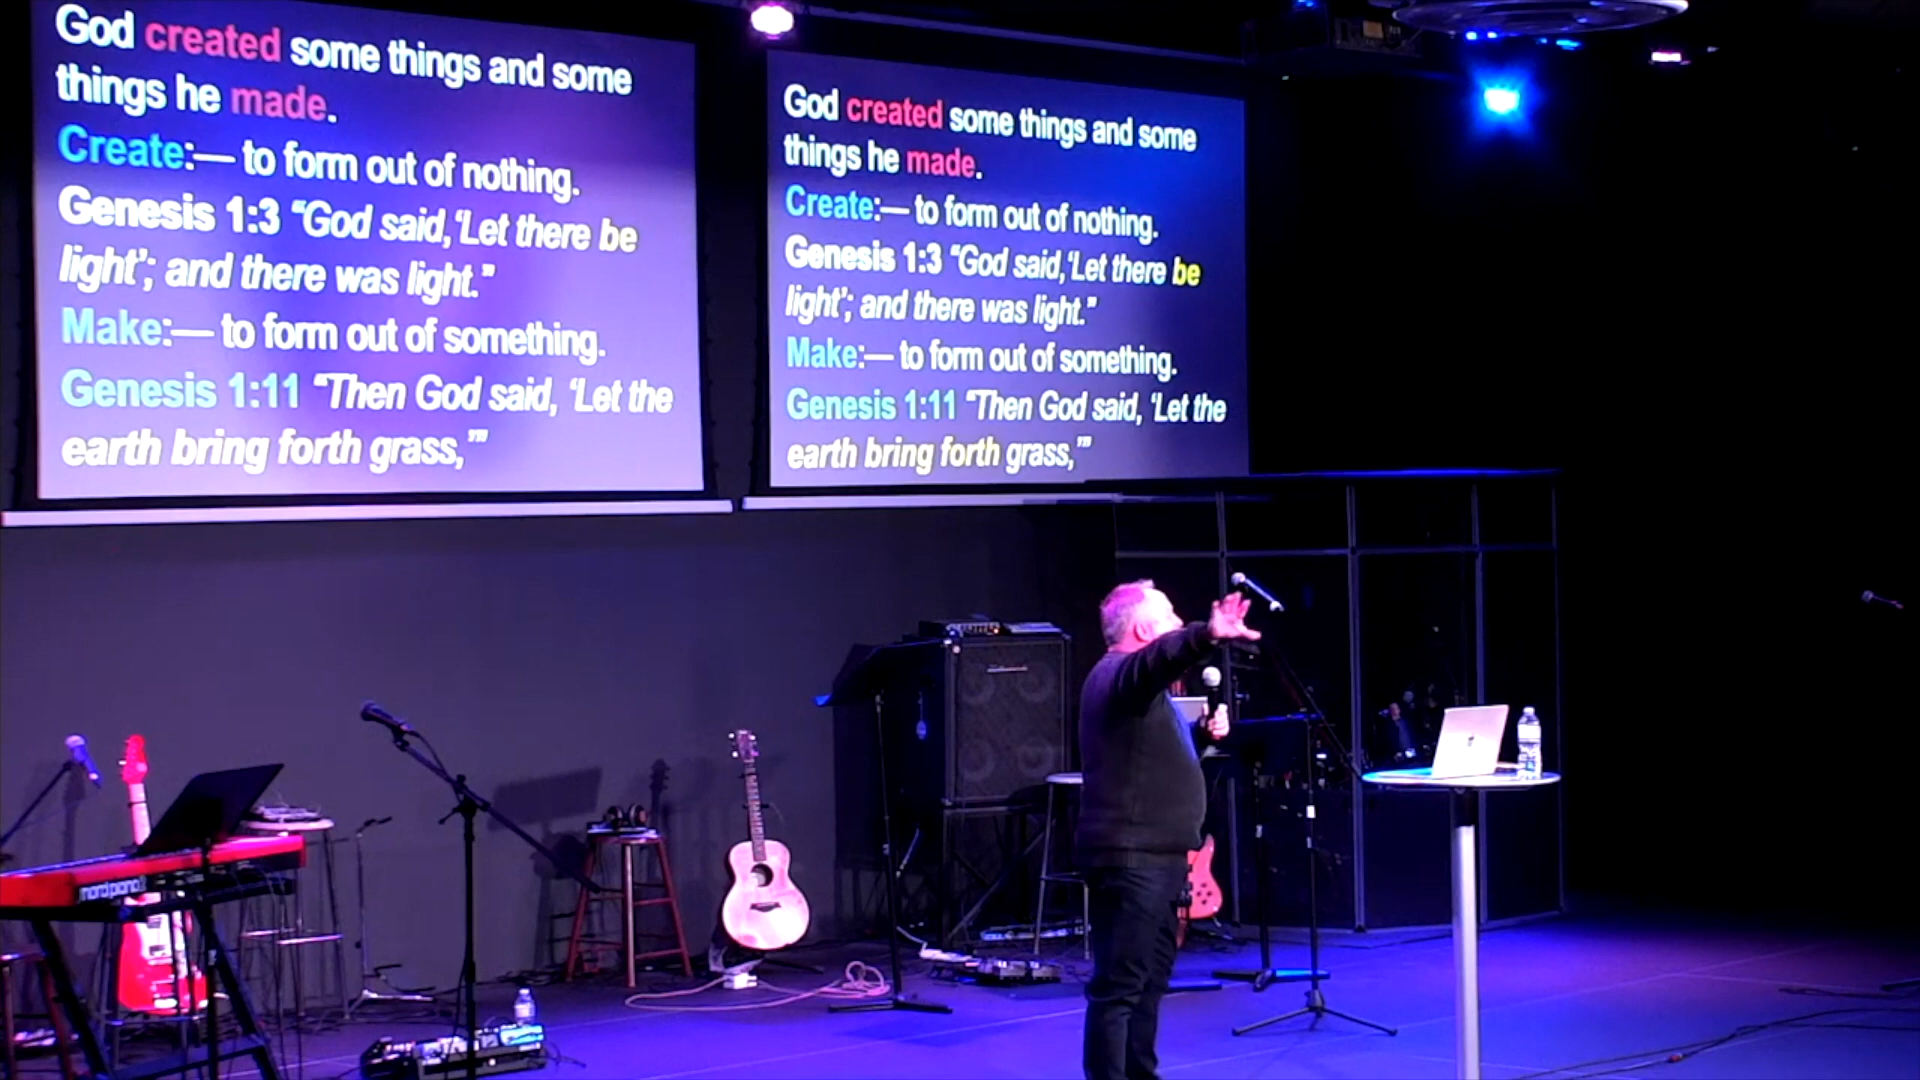 God created some things and some
things he made.
Create:— to form out of nothing.
Genesis 1:3 “God said,‘Let there be
light’; and there was light.”
Make:— to form out of something.
Genesis 1:11 “Then God said, ‘Let the
earth bring forth grass,’”
God created some things and some
things he made.
Create:— to form out of nothing.
Genesis 1:3 “God said,‘Let there be
light’; and there was light.”
Make:— to form out of something.
Genesis 1:11 “Then God said, ‘Let the
earth bring forth grass,’”
nord piano